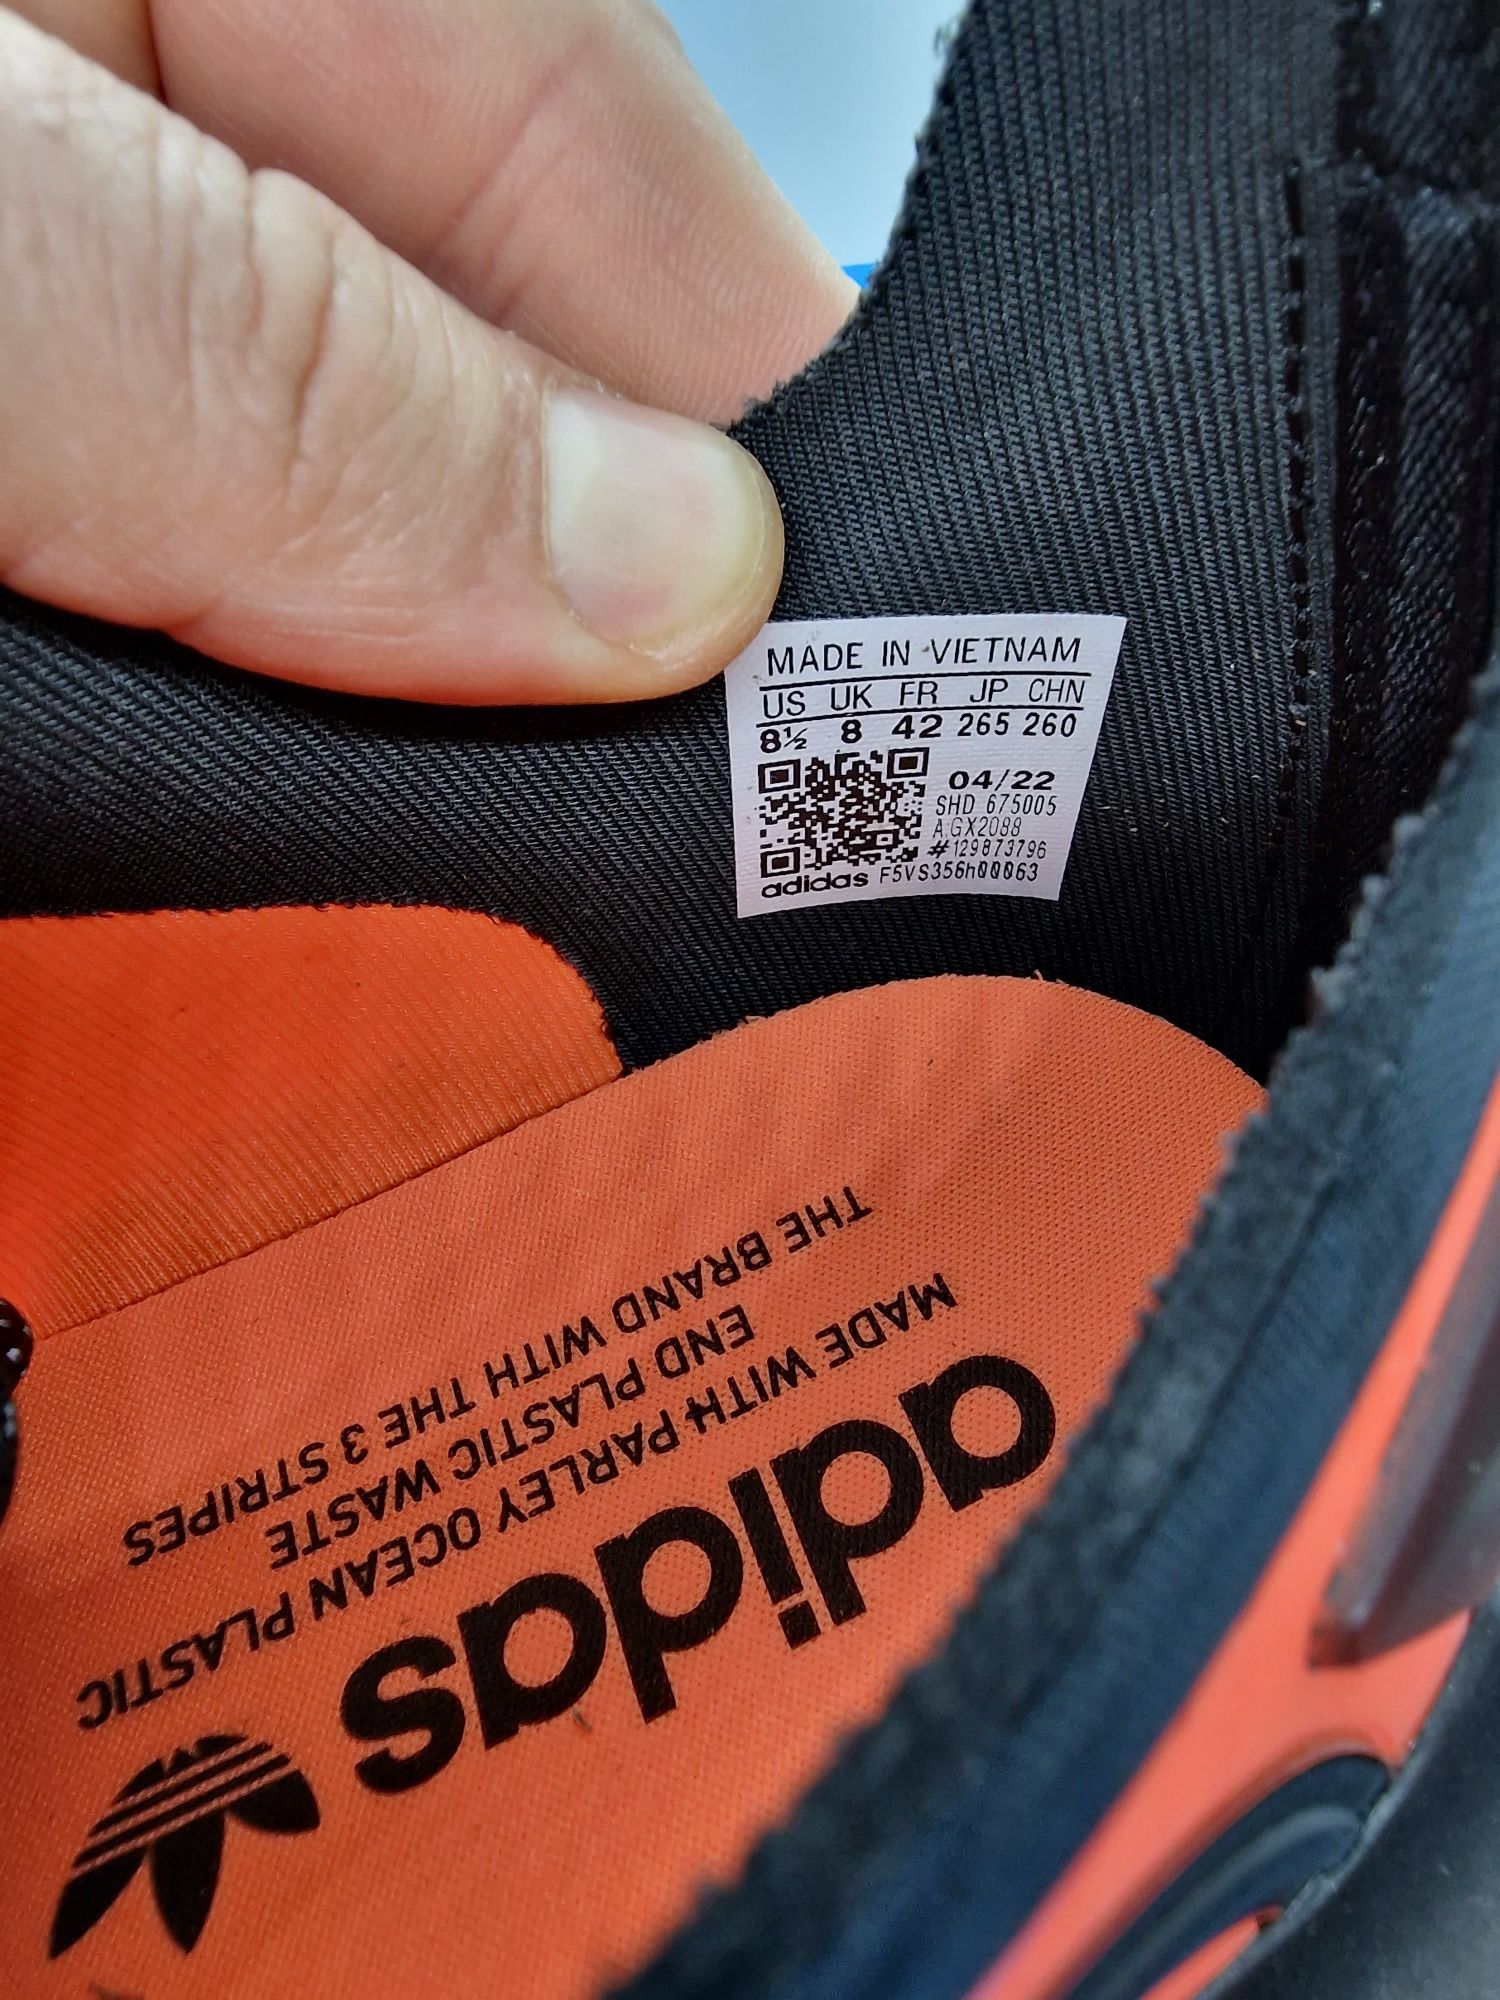 MADE IN VIETNAM
US UK FR JP CHN
8½ 8 42 265 260
04/22
SHD 675005
A:GX2088
#129873796
adidas F5VS356h00063
THE BRAND WITH THE 3 STRIPES
END PLASTIC WASTE
MADE WITH PARLEY OCEAN PLASTIC
adidas